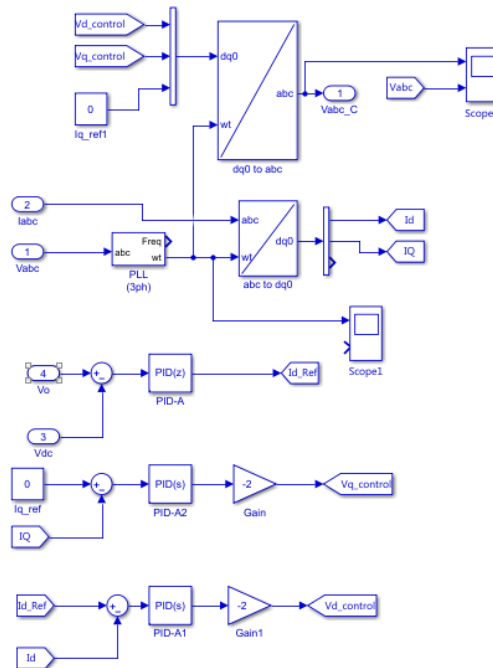 Vd_control
Vq_control
0
Iq_ref1
dq0
wt
abc
dq0 to abc
1
Vabc_C
Vabc
Scope
2
Iabc
1
Vabc
abc
Freq
wt
PLL
(3ph)
abc
wt
dq0
abc to dq0
Id
IQ
Scope1
4
Vo
PID(z)
PID-A
Id_Ref
3
Vdc
0
Iq_ref
IQ
PID(s)
PID-A2
-2
Gain
Vq_control
Id_Ref
Id
PID(s)
PID-A1
-2
Gain1
Vd_control